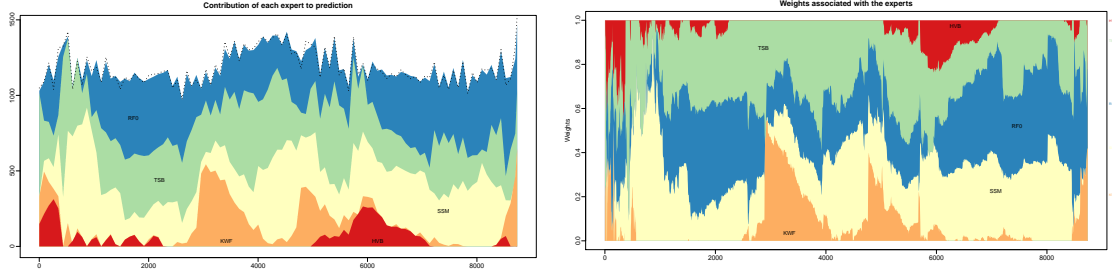 Contribution of each expert to prediction
1500
1000
500
0
RFG
TSB
SSM
KWF
HVB
0 2000 4000 6000 8000
Weights associated with the experts
Weights
1.0
0.8
0.6
0.4
0.2
0.0
HVB
TSB
RFG
SSM
KWF
0 2000 4000 6000 8000